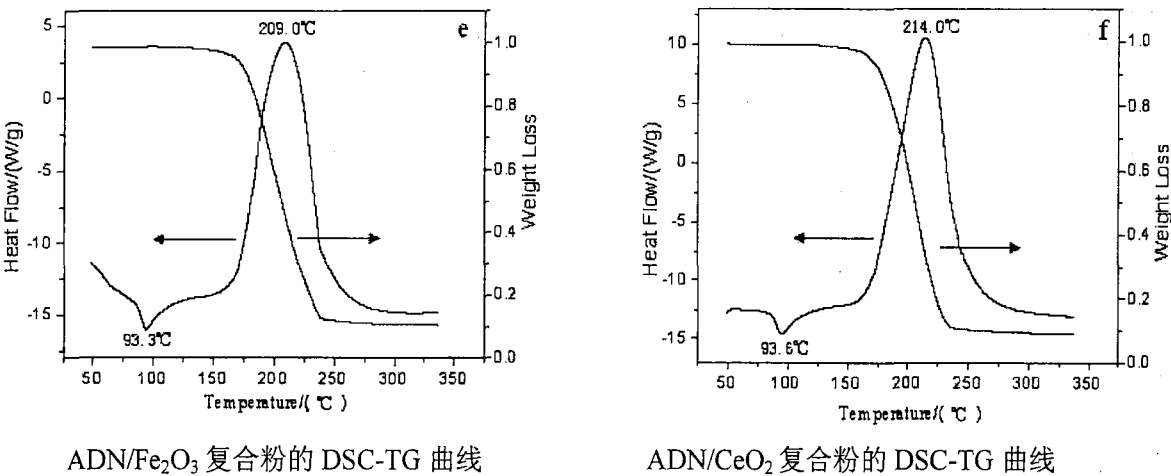 209.0℃
e
5
0
-5
-10
-15
1.0
0.8
0.6
0.4
0.2
0.0
Heat Flow/(W/g)
Weight Loss
93.3℃
50 100 150 200 250 300 350
Temperature/( ℃ )
ADN/Fe₂O₃ 复合粉的 DSC-TG 曲线
214.0℃
f
10
5
0
-5
-10
-15
1.0
0.8
0.6
0.4
0.2
0.0
Heat Flow/(W/g)
Weight Loss
93.6℃
50 100 150 200 250 300 350
Temperature/( ℃ )
ADN/CeO₂ 复合粉的 DSC-TG 曲线